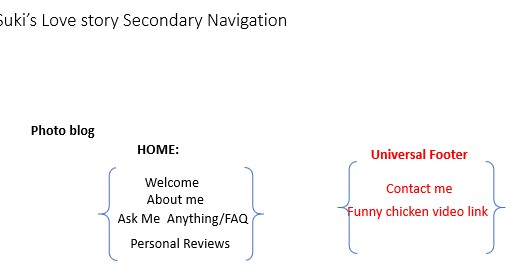 Suki's Love story Secondary Navigation
Photo blog
HOME:
Welcome
About me
Ask Me Anything/FAQ
Personal Reviews
Universal Footer
Contact me
Funny chicken video link